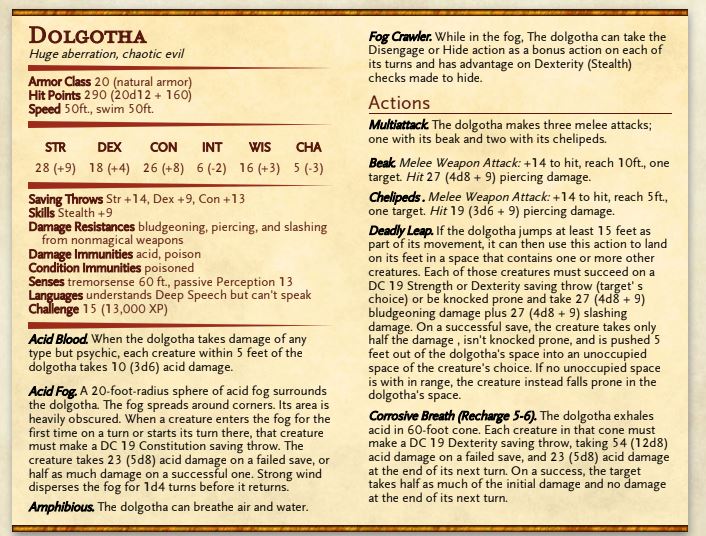 DOLGOTHA
Huge aberration, chaotic evil
Armor Class 20 (natural armor)
Hit Points 290 (20d12 + 160)
Speed 50ft., swim 50ft.
STR DEX CON INT WIS CHA
28 (+9) 18 (+4) 26 (+8) 6 (-2) 16 (+3) 5 (-3)
Saving Throws Str +14, Dex +9, Con +13
Skills Stealth +9
Damage Resistances bludgeoning, piercing, and slashing
from nonmagical weapons
Damage Immunities acid, poison
Condition Immunities poisoned
Senses tremorsense 60 ft., passive Perception 13
Languages understands Deep Speech but can't speak
Challenge 15 (13,000 XP)
Acid Blood. When the dolgotha takes damage of any
type but psychic, each creature within 5 feet of the
dolgotha takes 10 (3d6) acid damage.
Acid Fog. A 20-foot-radius sphere of acid fog surrounds
the dolgotha. The fog spreads around corners. Its area is
heavily obscured. When a creature enters the fog for the
first time on a turn or starts its turn there, that creature
must make a DC 19 Constitution saving throw. The
creature takes 23 (5d8) acid damage on a failed save, or
half as much damage on a successful one. Strong wind
disperses the fog for 1d4 turns before it returns.
Amphibious. The dolgotha can breathe air and water.
Fog Crawler. While in the fog, The dolgotha can take the
Disengage or Hide action as a bonus action on each of
its turns and has advantage on Dexterity (Stealth)
checks made to hide.
Actions
Multiattack. The dolgotha makes three melee attacks;
one with its beak and two with its chelipeds.
Beak. Melee Weapon Attack: +14 to hit, reach 10ft., one
target. Hit 27 (4d8 + 9) piercing damage.
Chelipeds . Melee Weapon Attack: +14 to hit, reach 5ft.,
one target. Hit 19 (3d6 + 9) piercing damage.
Deadly Leap. If the dolgotha jumps at least 15 feet as
part of its movement, it can then use this action to land
on its feet in a space that contains one or more other
creatures. Each of those creatures must succeed on a
DC 19 Strength or Dexterity saving throw (target' s
choice) or be knocked prone and take 27 (4d8 + 9)
bludgeoning damage plus 27 (4d8 + 9) slashing
damage. On a successful save, the creature takes only
half the damage , isn't knocked prone, and is pushed 5
feet out of the dolgotha's space into an unoccupied
space of the creature's choice. If no unoccupied space
is with in range, the creature instead falls prone in the
dolgotha's space.
Corrosive Breath (Recharge 5-6). The dolgotha exhales
acid in 60-foot cone. Each creature in that cone must
make a DC 19 Dexterity saving throw, taking 54 (12d8)
acid damage on a failed save, and 23 (5d8) acid damage
at the end of its next turn. On a success, the target
takes half as much of the initial damage and no damage
at the end of its next turn.